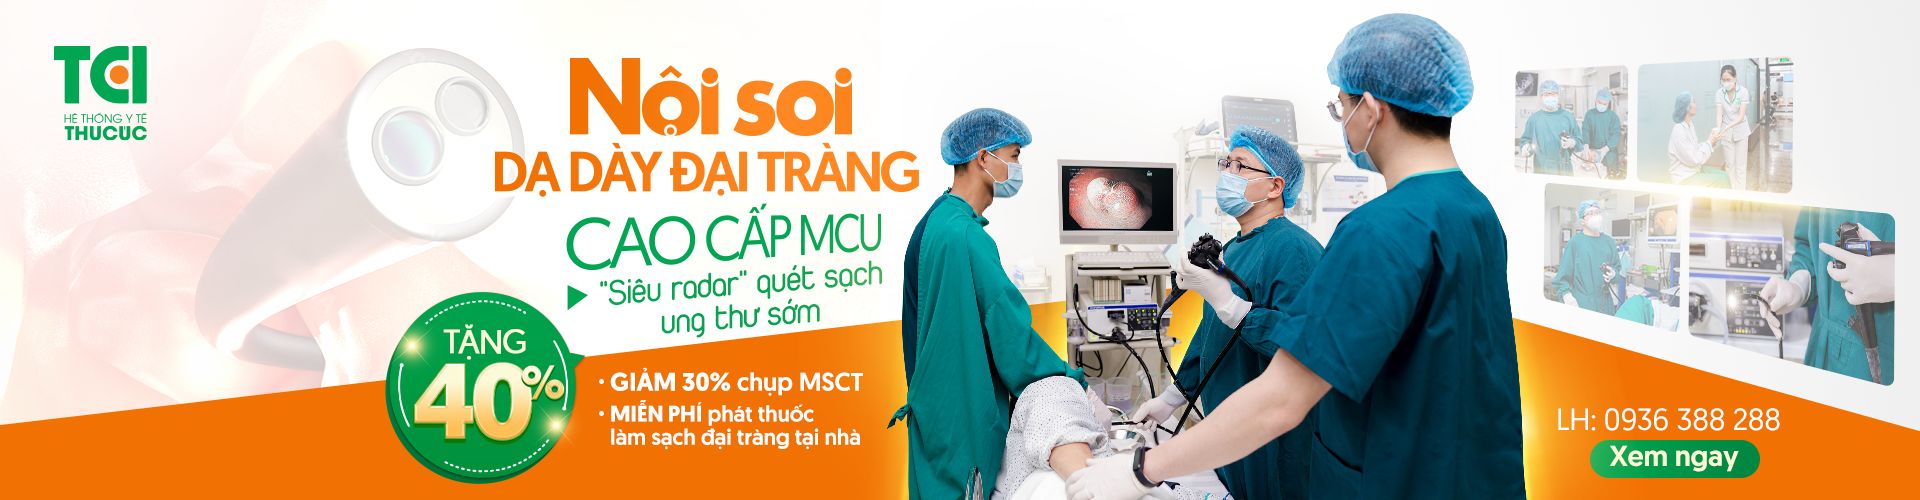 TCI
HỆ THỐNG Y TẾ
THUCUC
Nội soi
DẠ DÀY ĐẠI TRÀNG
CAO CẤP MCU
"Siêu radar" quét sạch
ung thư sớm
TẶNG
40%
• GIẢM 30% chụp MSCT
• MIỄN PHÍ phát thuốc
làm sạch đại tràng tại nhà
LH: 0936 388 288
Xem ngay